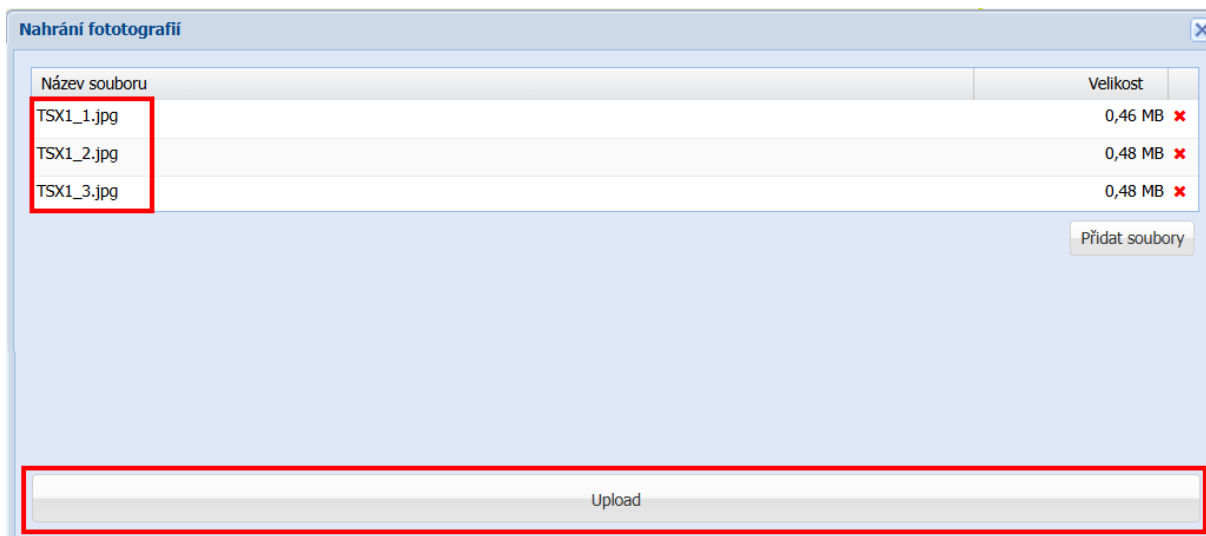 Nahrání fototografií
Název souboru Velikost
TSX1_1.jpg 0,46 MB
TSX1_2.jpg 0,48 MB
TSX1_3.jpg 0,48 MB
Přidat soubory
Upload